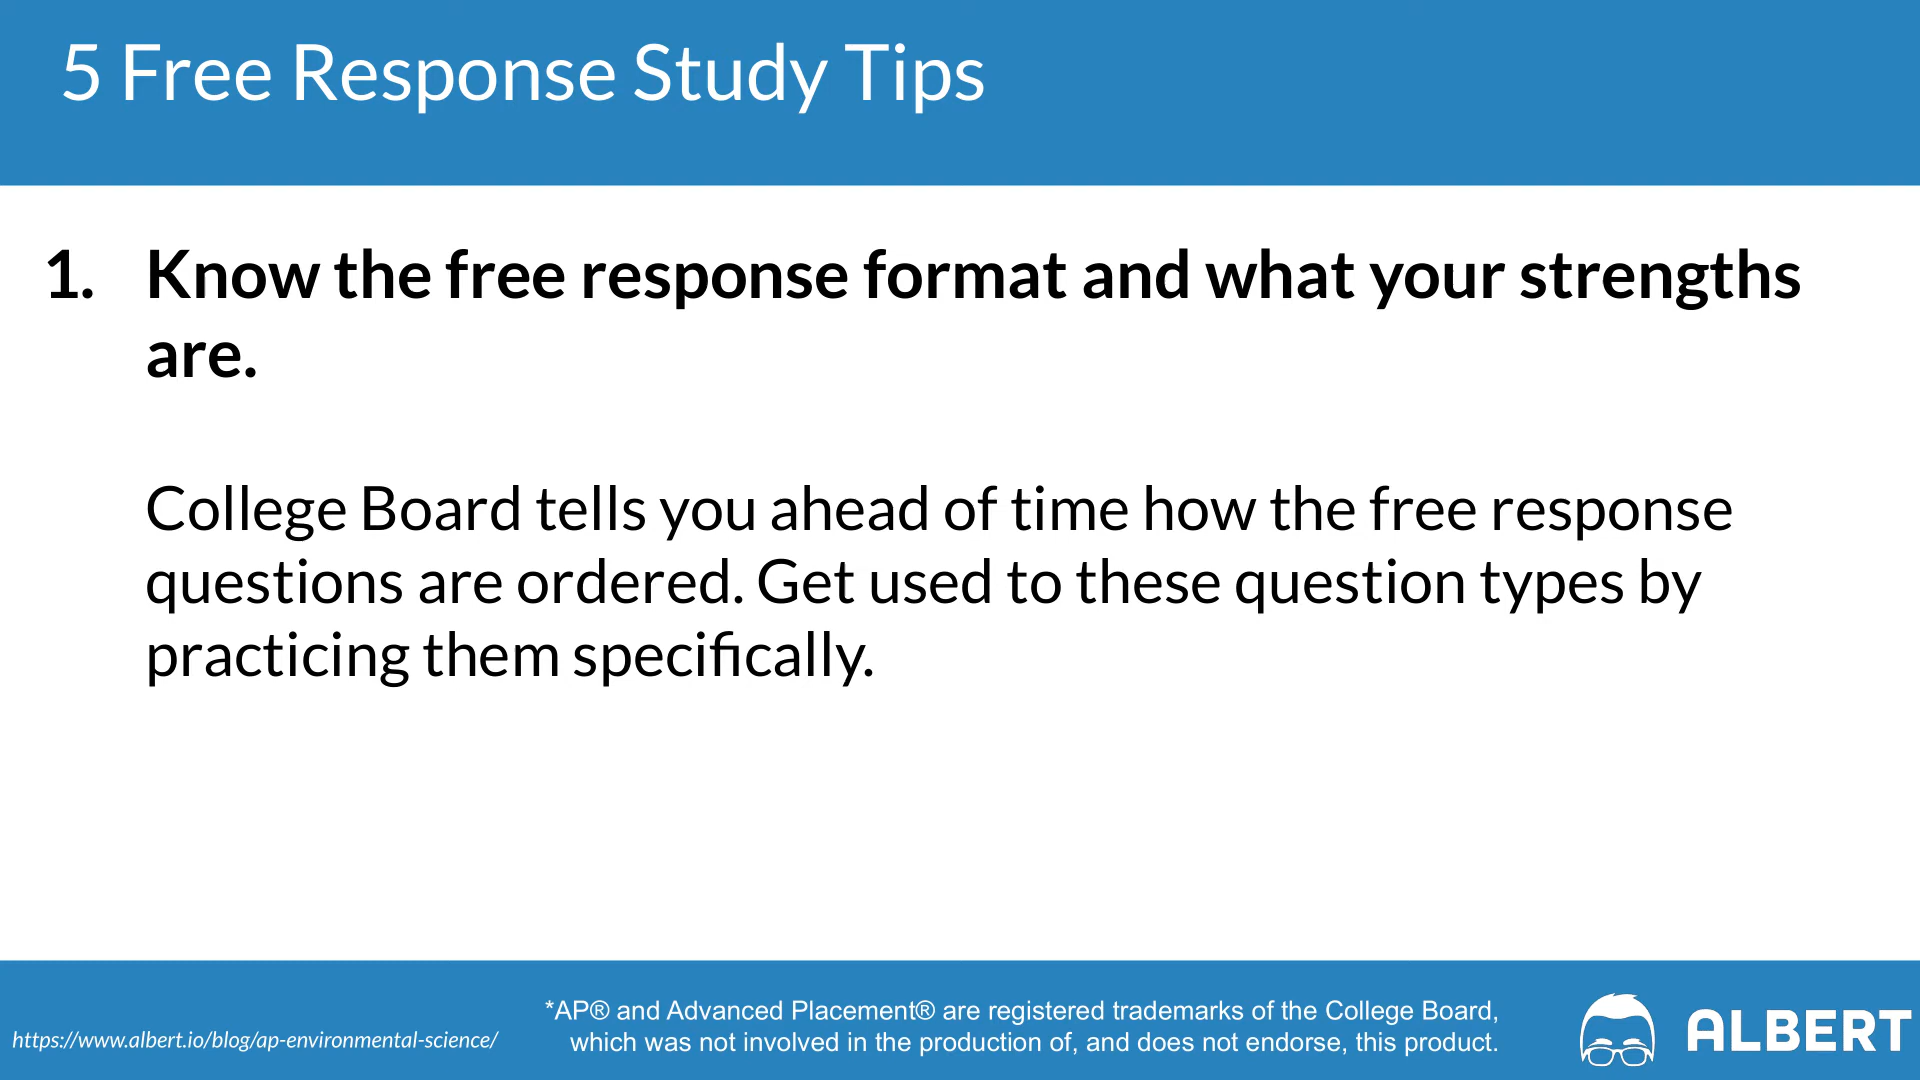 5 Free Response Study Tips
1. Know the free response format and what your strengths
are.
College Board tells you ahead of time how the free response
questions are ordered. Get used to these question types by
practicing them specifically.
https://www.albert.io/blog/ap-environmental-science/
*AP® and Advanced Placement® are registered trademarks of the College Board,
which was not involved in the production of, and does not endorse, this product.
ALBERT